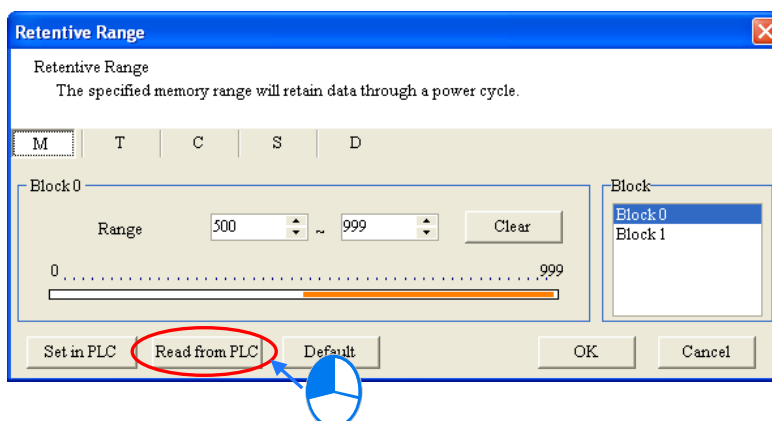 Retentive Range
Retentive Range
The specified memory range will retain data through a power cycle.
M T C S D
Block 0
Range 500 ~ 999 Clear
0 999
Block
Block 0
Block 1
Set in PLC Read from PLC Default OK Cancel